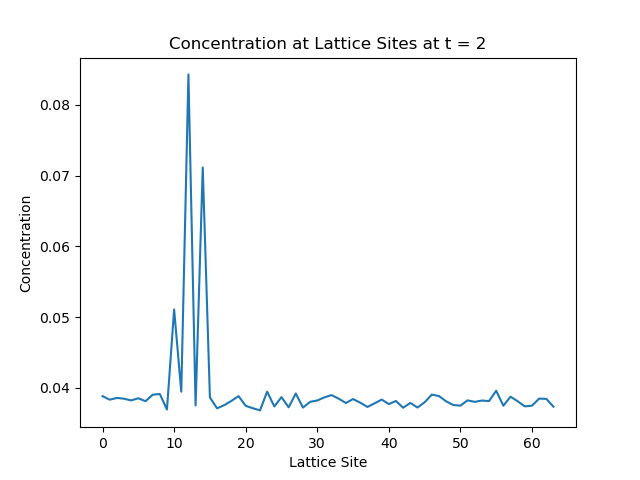 Concentration at Lattice Sites at t = 2
0.08
0.07
0.06
0.05
0.04
Concentration
0 10 20 30 40 50 60
Lattice Site